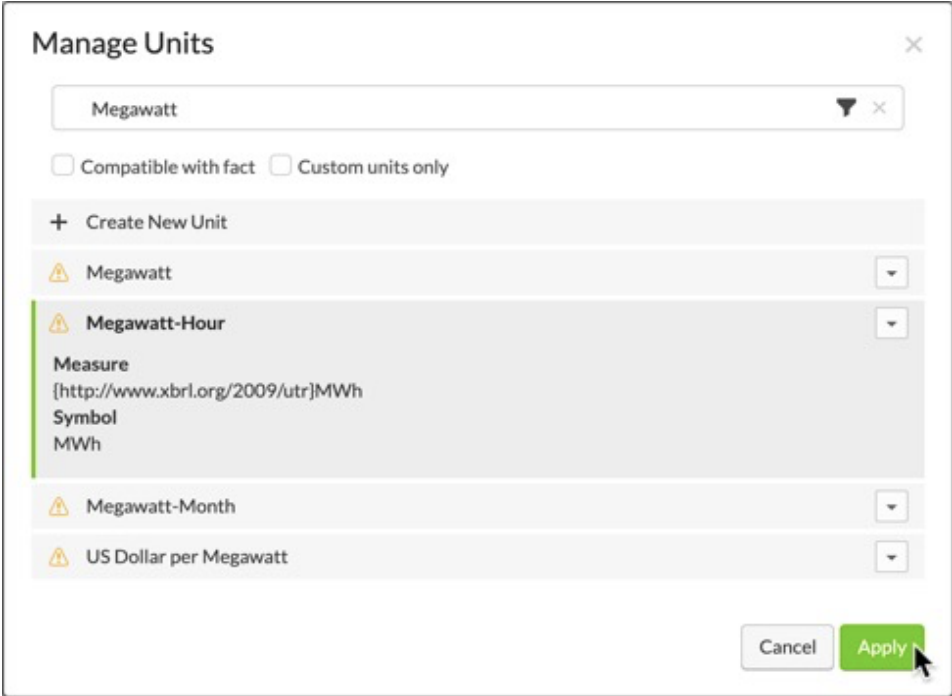 Manage Units
Megawatt
Compatible with fact Custom units only
+ Create New Unit
Megawatt
Megawatt-Hour
Measure
{http://www.xbrl.org/2009/utr}MWh
Symbol
MWh
Megawatt-Month
US Dollar per Megawatt
Cancel Apply